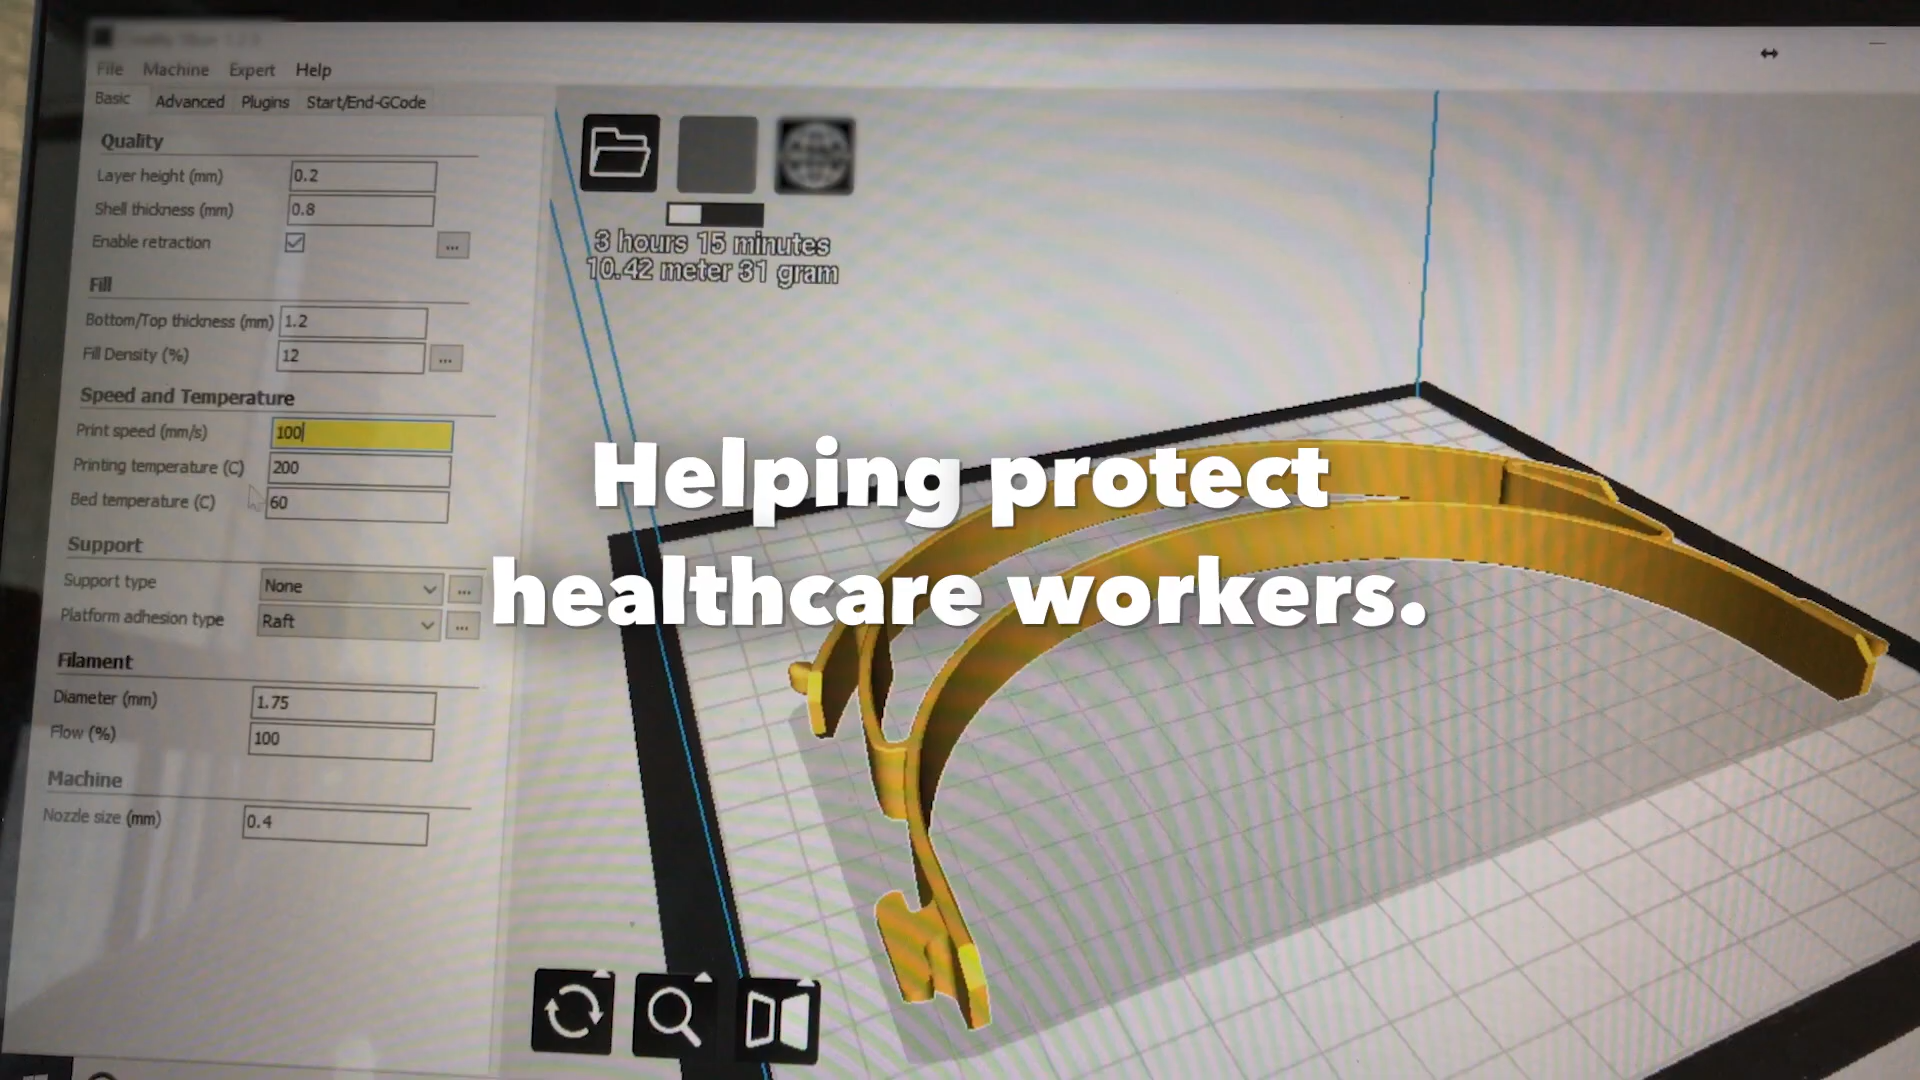 File Machine Expert Help
Basic Advanced Plugins Start/End-GCode
Quality
Layer height (mm) 0.2
Shell thickness (mm) 0.8
Enable retraction ...
Fill
Bottom/Top thickness (mm) 1.2
Fill Density (%) 12 ...
Speed and Temperature
Print speed (mm/s) 100
Printing temperature (C) 200
Bed temperature (C) 60
Support
Support type None ...
Platform adhesion type Raft ...
Filament
Diameter (mm) 1.75
Flow (%) 100
Machine
Nozzle size (mm) 0.4
3 hours 15 minutes
10.42 meter 31 gram
Helping protect
healthcare workers.